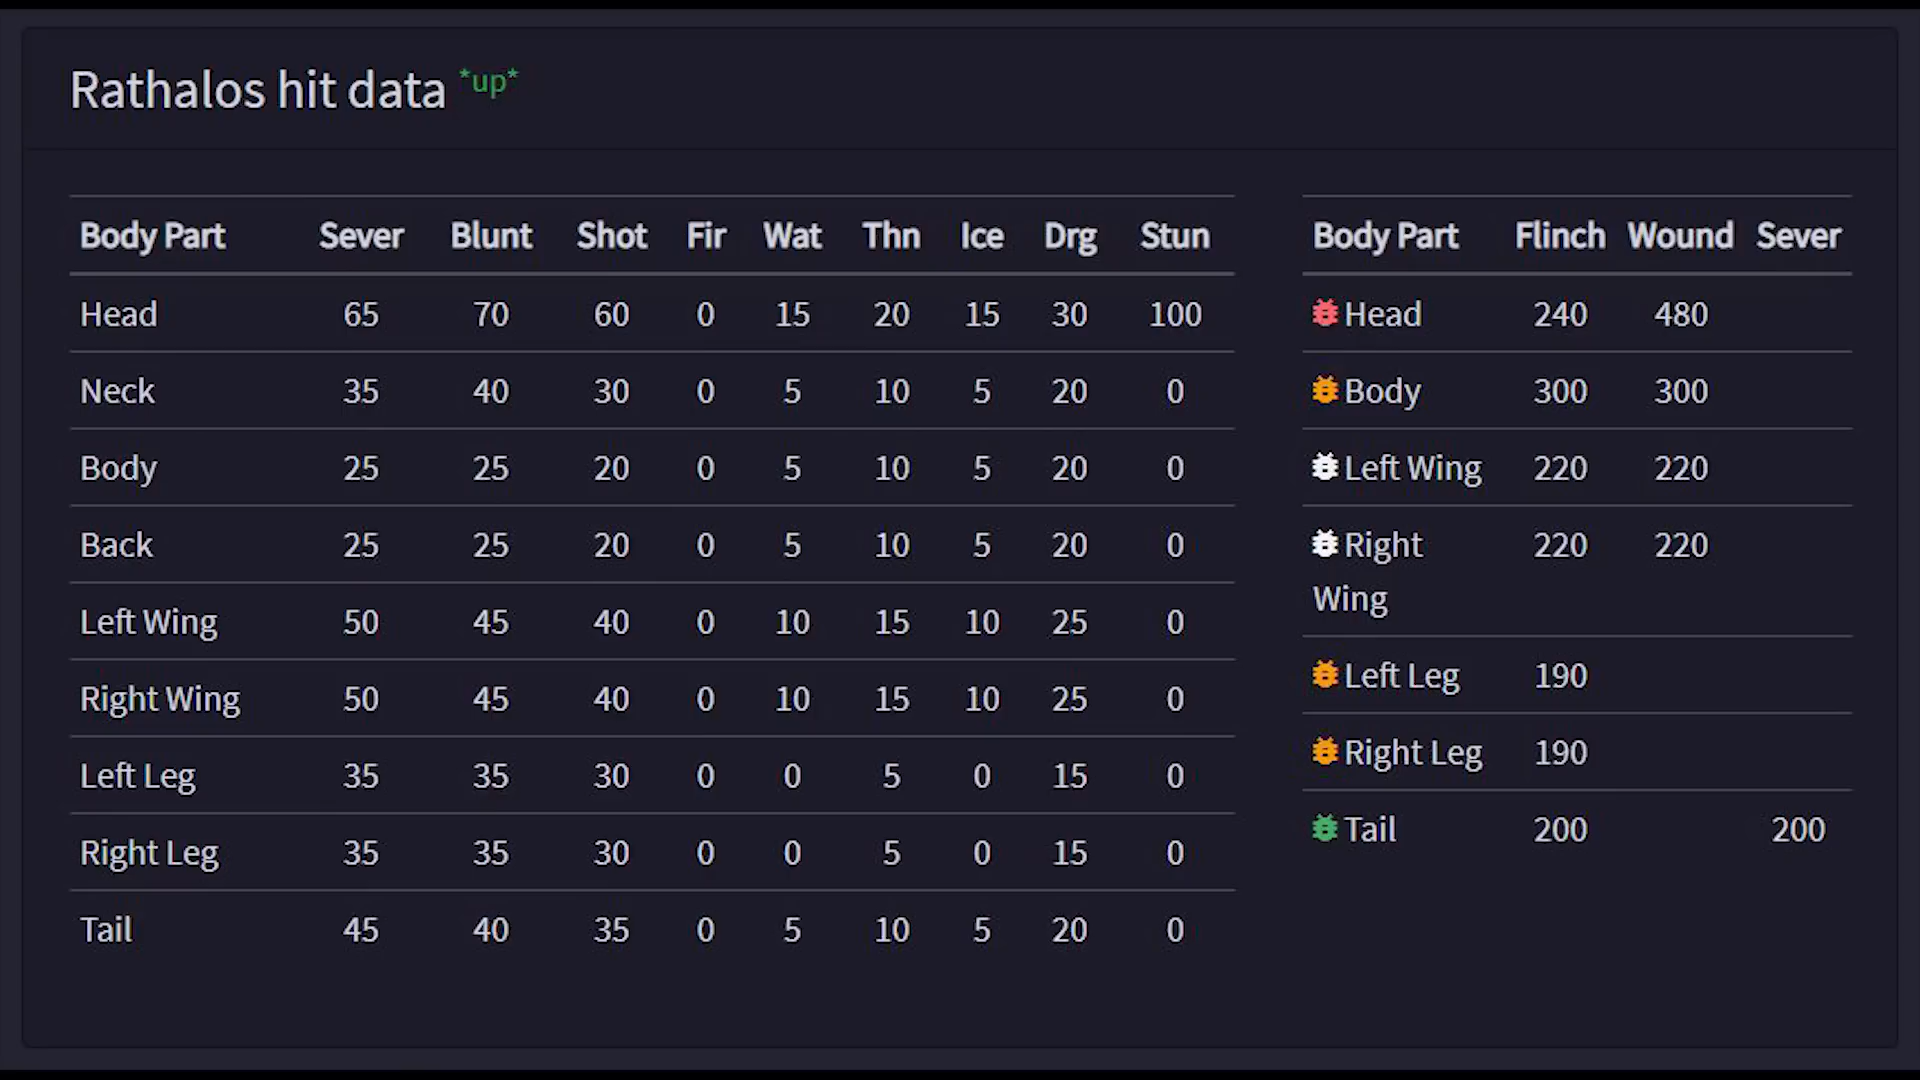 Rathalos hit data *up*
Body Part Sever Blunt Shot Fir Wat Thn Ice Drg Stun
Head 65 70 60 0 15 20 15 30 100
Neck 35 40 30 0 5 10 5 20 0
Body 25 25 20 0 5 10 5 20 0
Back 25 25 20 0 5 10 5 20 0
Left Wing 50 45 40 0 10 15 10 25 0
Right Wing 50 45 40 0 10 15 10 25 0
Left Leg 35 35 30 0 0 5 0 15 0
Right Leg 35 35 30 0 0 5 0 15 0
Tail 45 40 35 0 5 10 5 20 0
Body Part Flinch Wound Sever
Head 240 480
Body 300 300
Left Wing 220 220
Right 220 220
Wing
Left Leg 190
Right Leg 190
Tail 200 200